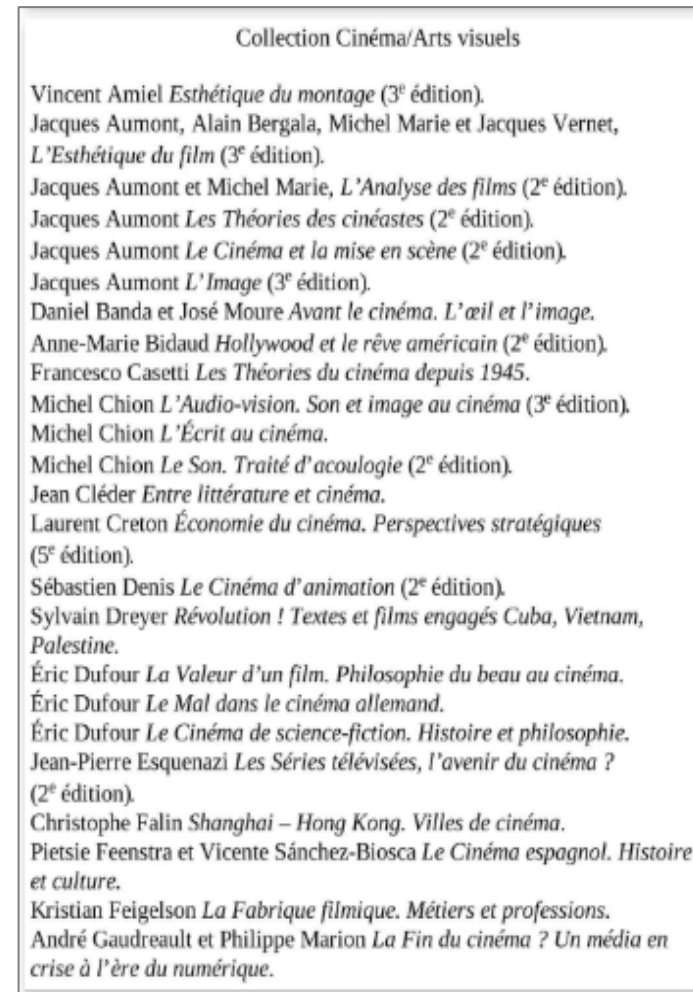 Collection Cinéma/Arts visuels
Vincent Amiel Esthétique du montage (3e édition).
Jacques Aumont, Alain Bergala, Michel Marie et Jacques Vernet,
L'Esthétique du film (3e édition).
Jacques Aumont et Michel Marie, L'Analyse des films (2e édition).
Jacques Aumont Les Théories des cinéastes (2e édition).
Jacques Aumont Le Cinéma et la mise en scène (2e édition).
Jacques Aumont L'Image (3e édition).
Daniel Banda et José Moure Avant le cinéma. L'œil et l'image.
Anne-Marie Bidaud Hollywood et le rêve américain (2e édition).
Francesco Casetti Les Théories du cinéma depuis 1945.
Michel Chion L'Audio-vision. Son et image au cinéma (3e édition).
Michel Chion L'Écrit au cinéma.
Michel Chion Le Son. Traité d'acoulogie (2e édition).
Jean Cléder Entre littérature et cinéma.
Laurent Creton Économie du cinéma. Perspectives stratégiques
(5e édition).
Sébastien Denis Le Cinéma d'animation (2e édition).
Sylvain Dreyer Révolution ! Textes et films engagés Cuba, Vietnam,
Palestine.
Éric Dufour La Valeur d'un film. Philosophie du beau au cinéma.
Éric Dufour Le Mal dans le cinéma allemand.
Éric Dufour Le Cinéma de science-fiction. Histoire et philosophie.
Jean-Pierre Esquenazi Les Séries télévisées, l'avenir du cinéma ?
(2e édition).
Christophe Falin Shanghai – Hong Kong. Villes de cinéma.
Pietsie Feenstra et Vicente Sánchez-Biosca Le Cinéma espagnol. Histoire
et culture.
Kristian Feigelson La Fabrique filmique. Métiers et professions.
André Gaudreault et Philippe Marion La Fin du cinéma ? Un média en
crise à l'ère du numérique.